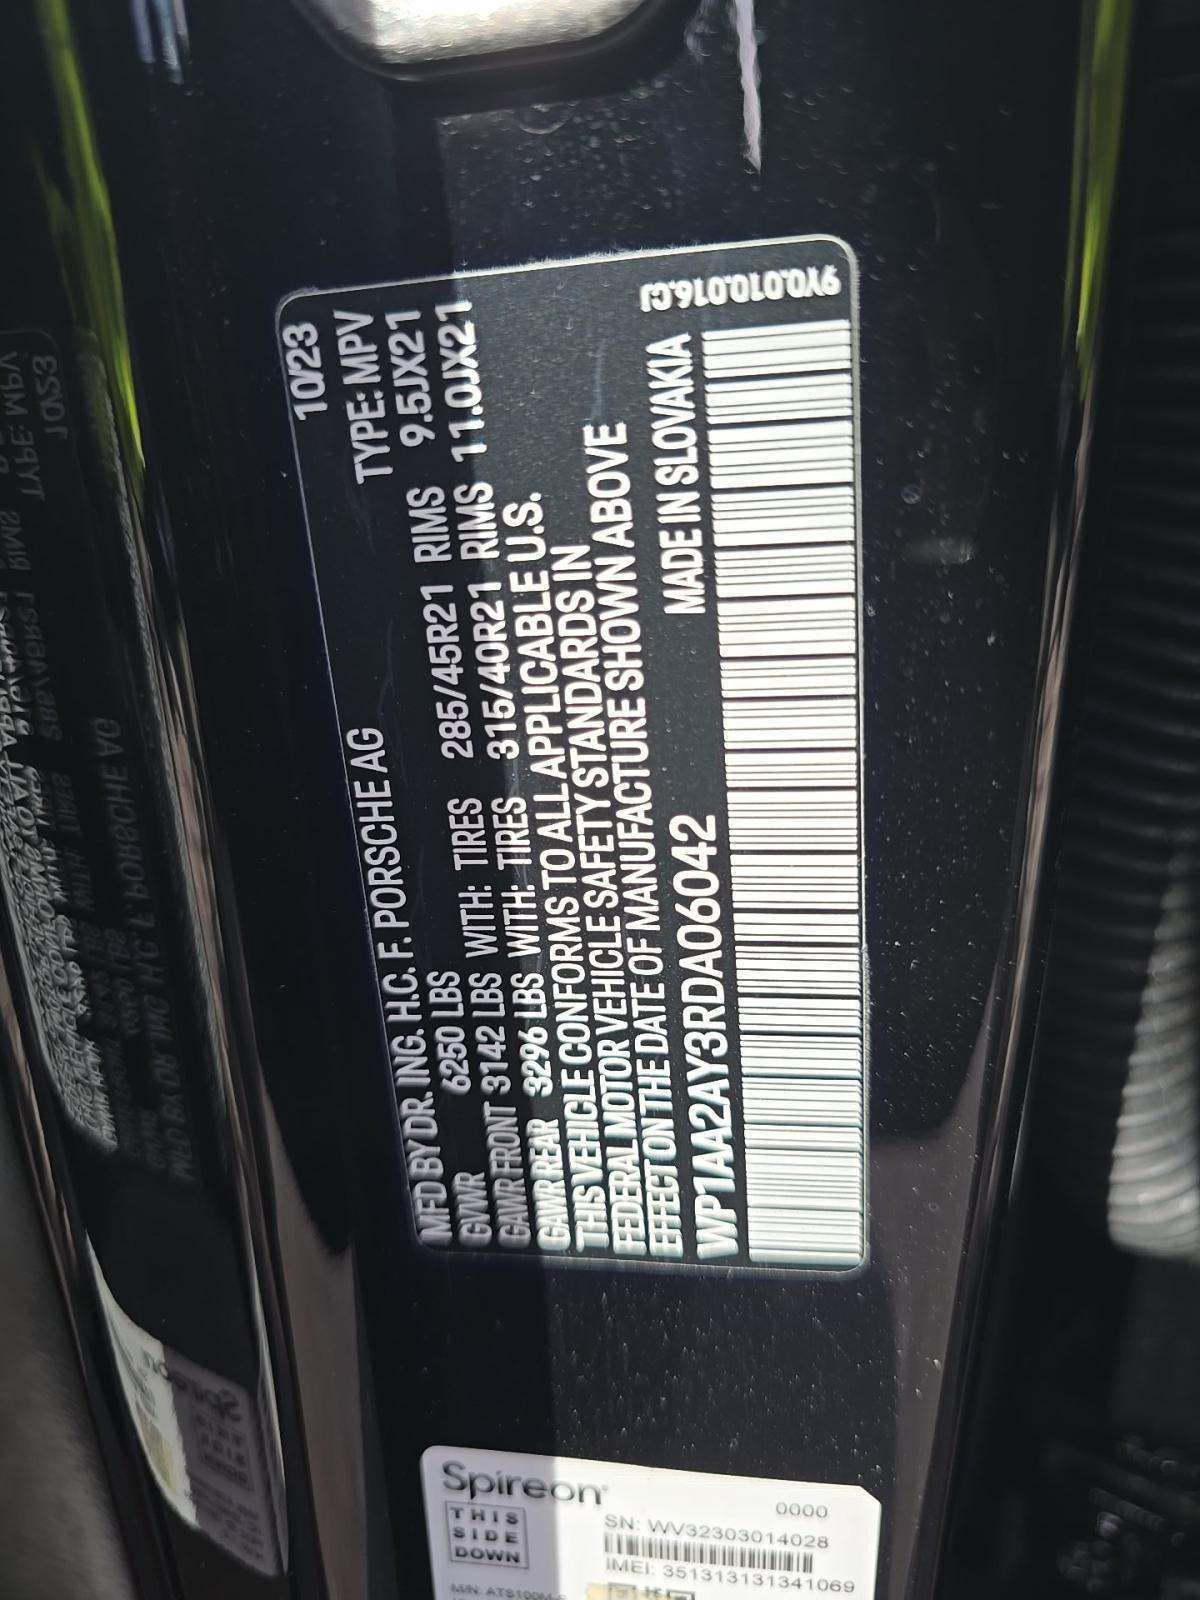 10/23
MFD BY DR. ING. H.C. F. PORSCHE AG TYPE: MPV
GVWR 6250 LBS
GAWR FRONT 3142 LBS WITH: TIRES 285/45R21 RIMS 9.5JX21
GAWR REAR 3296 LBS WITH: TIRES 315/40R21 RIMS 11.0JX21
THIS VEHICLE CONFORMS TO ALL APPLICABLE U.S.
FEDERAL MOTOR VEHICLE SAFETY STANDARDS IN
EFFECT ON THE DATE OF MANUFACTURE SHOWN ABOVE
WP1AA2AY3RDA06042 MADE IN SLOVAKIA
9Y0.010.016.CJ
Spireon
THIS
SIDE
DOWN
0000
SN: WV32303014028
IMEI: 351313131341069